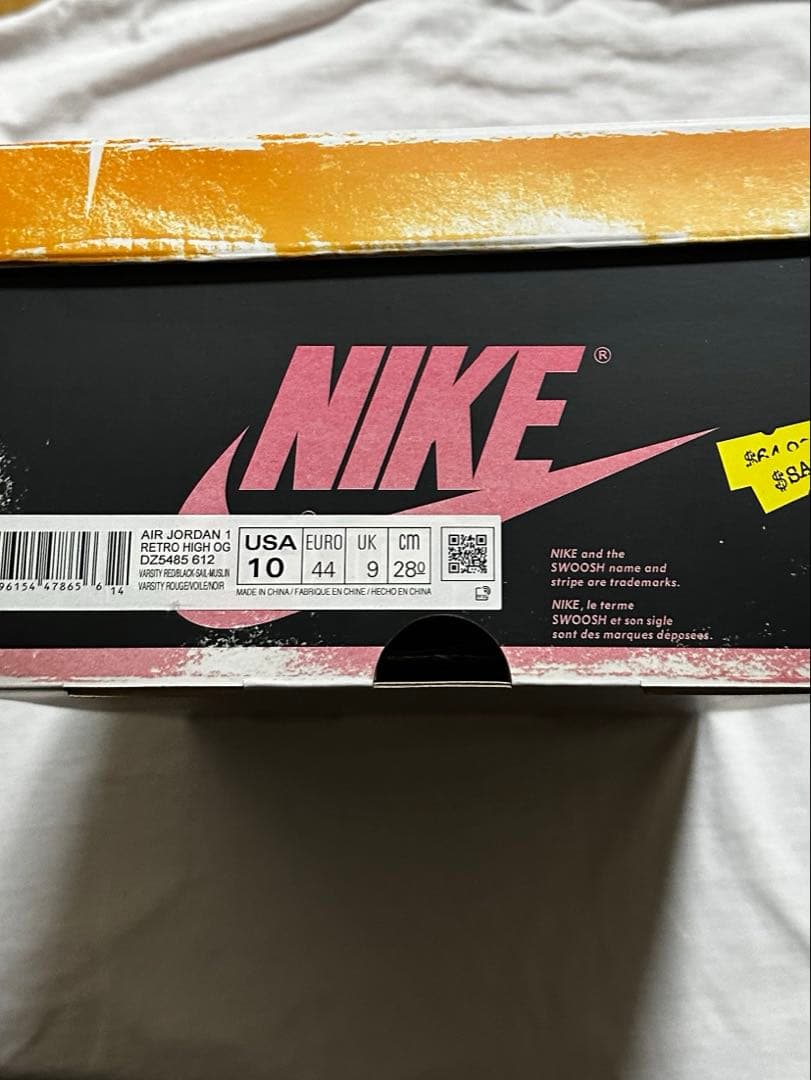 NIKE®
$SA
AIR JORDAN 1
RETRO HIGH OG
DZ5485 612
VARSITY RED/BLACK-SAIL-MUSLIN
VARSITY ROUGE/VOILE/NOIR
USA EURO UK cm
10 44 9 280
MADE IN CHINA / FABRIQUE EN CHINE / HECHO EN CHINA
96154 47865 6 14
NIKE and the
SWOOSH name and
stripe are trademarks.
NIKE, le terme
SWOOSH et son sigle
sont des marques déposées.